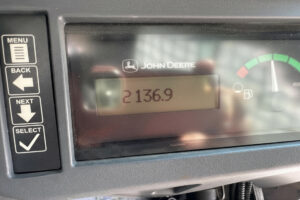 MENU
BACK
NEXT
SELECT
JOHN DEERE
2136.9